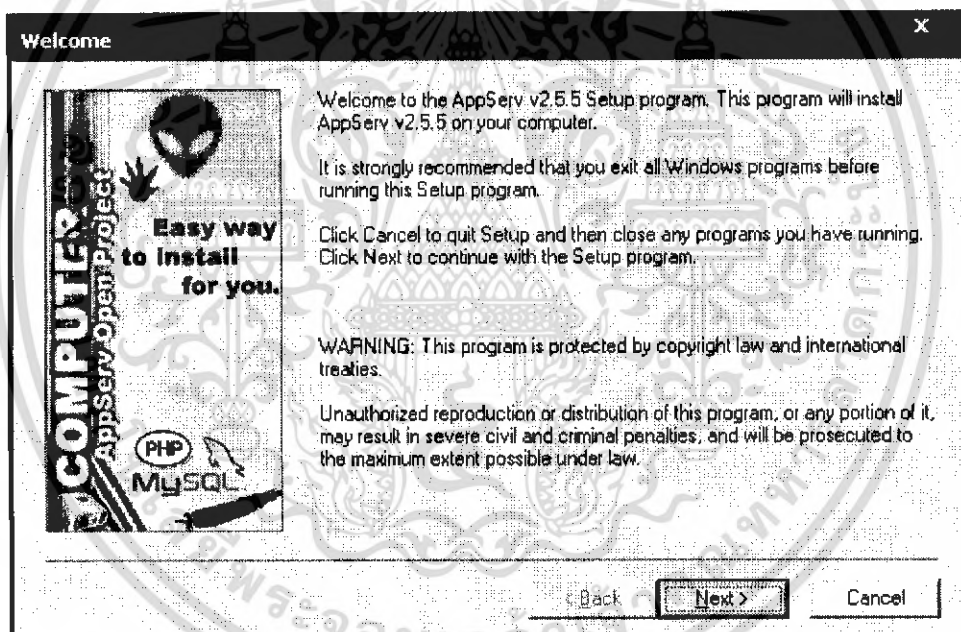 Welcome
X
COMPUTER
AppServ Open Project
Easy way
to Install
for you.
PHP
MySQL
Welcome to the AppServ v2.5.5 Setup program. This program will install
AppServ v2.5.5 on your computer.
It is strongly recommended that you exit all Windows programs before
running this Setup program.
Click Cancel to quit Setup and then close any programs you have running.
Click Next to continue with the Setup program.
WARNING: This program is protected by copyright law and international
treaties.
Unauthorized reproduction or distribution of this program, or any portion of it,
may result in severe civil and criminal penalties, and will be prosecuted to
the maximum extent possible under law.
< Back
Next >
Cancel